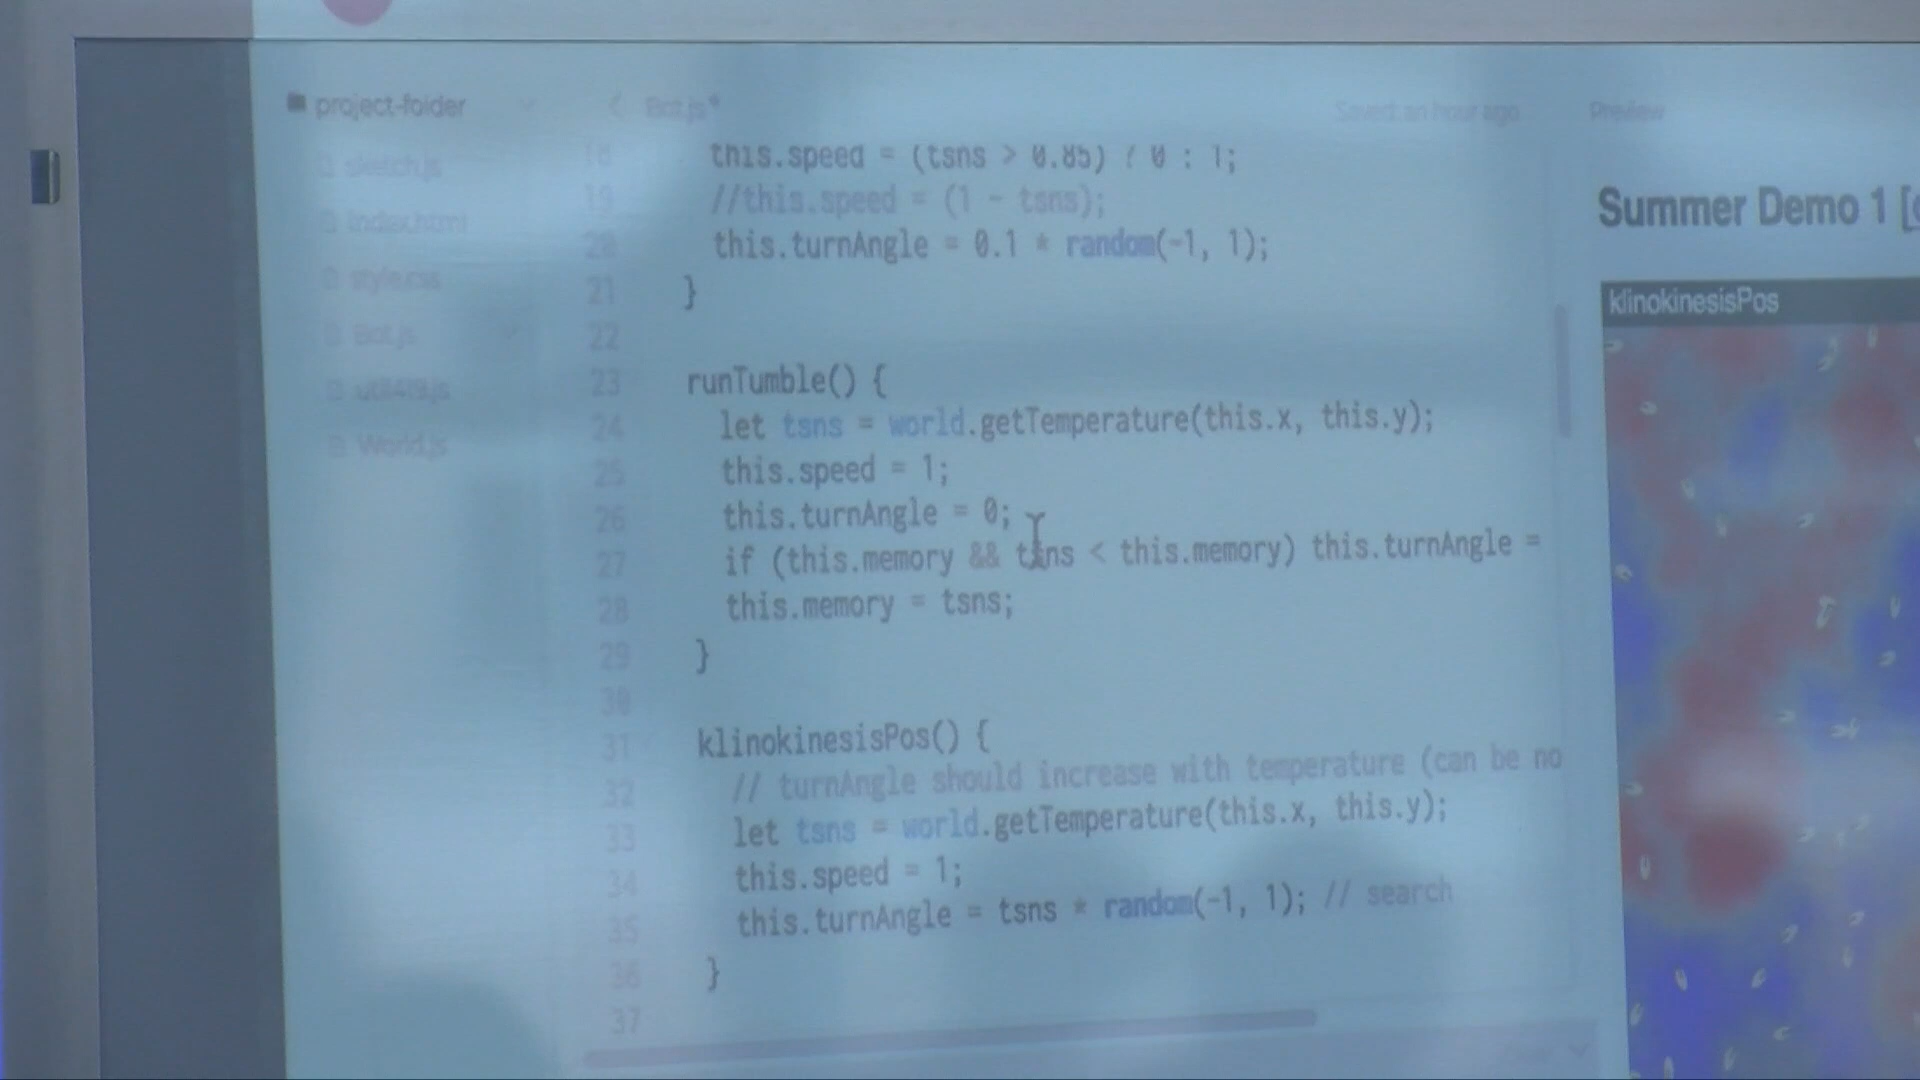 project-folder
sketch.js
index.html
style.css
Bot.js
utils.js
World.js
Bot.js*
Saved: an hour ago
Preview
18 this.speed = (tsns > 0.85) ? 0 : 1;
19 //this.speed = (1 - tsns);
20 this.turnAngle = 0.1 * random(-1, 1);
21 }
22
23 runTumble() {
24 let tsns = world.getTemperature(this.x, this.y);
25 this.speed = 1;
26 this.turnAngle = 0;
27 if (this.memory && tsns < this.memory) this.turnAngle =
28 this.memory = tsns;
29 }
30
31 klinokinesisPos() {
32 // turnAngle should increase with temperature (can be no
33 let tsns = world.getTemperature(this.x, this.y);
34 this.speed = 1;
35 this.turnAngle = tsns * random(-1, 1); // search
36 }
37
Summer Demo 1 [
klinokinesisPos